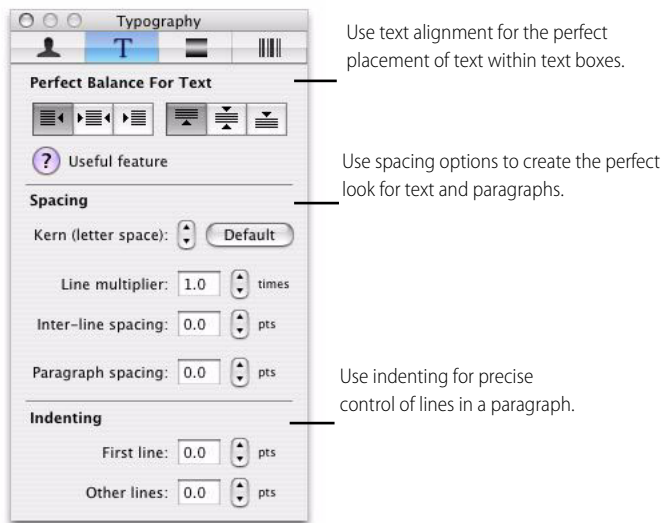 Typography
Perfect Balance For Text
Use text alignment for the perfect
placement of text within text boxes.
? Useful feature
Use spacing options to create the perfect
look for text and paragraphs.
Spacing
Kern (letter space): Default
Line multiplier: 1.0 times
Inter-line spacing: 0.0 pts
Paragraph spacing: 0.0 pts
Use indenting for precise
control of lines in a paragraph.
Indenting
First line: 0.0 pts
Other lines: 0.0 pts